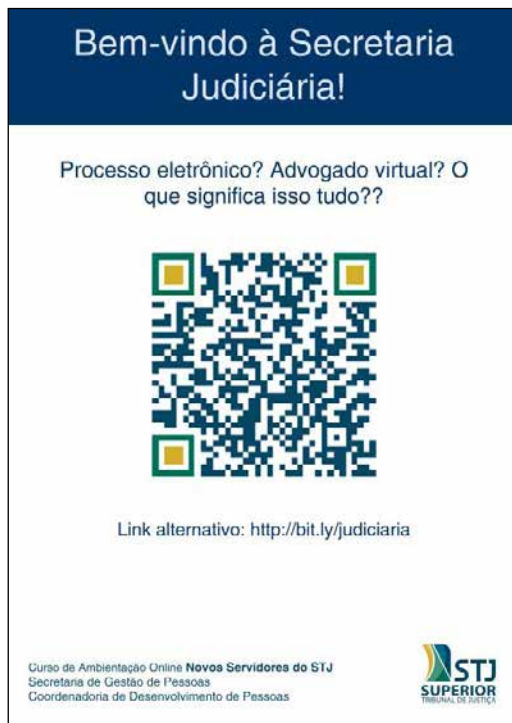 Bem-vindo à Secretaria
Judiciária!
Processo eletrônico? Advogado virtual? O
que significa isso tudo??
Link alternativo: http://bit.ly/judiciaria
Curso de Ambientação Online Novos Servidores do STJ
Secretaria de Gestão de Pessoas
Coordenadoria de Desenvolvimento de Pessoas
STJ
SUPERIOR
TRIBUNAL DE JUSTIÇA